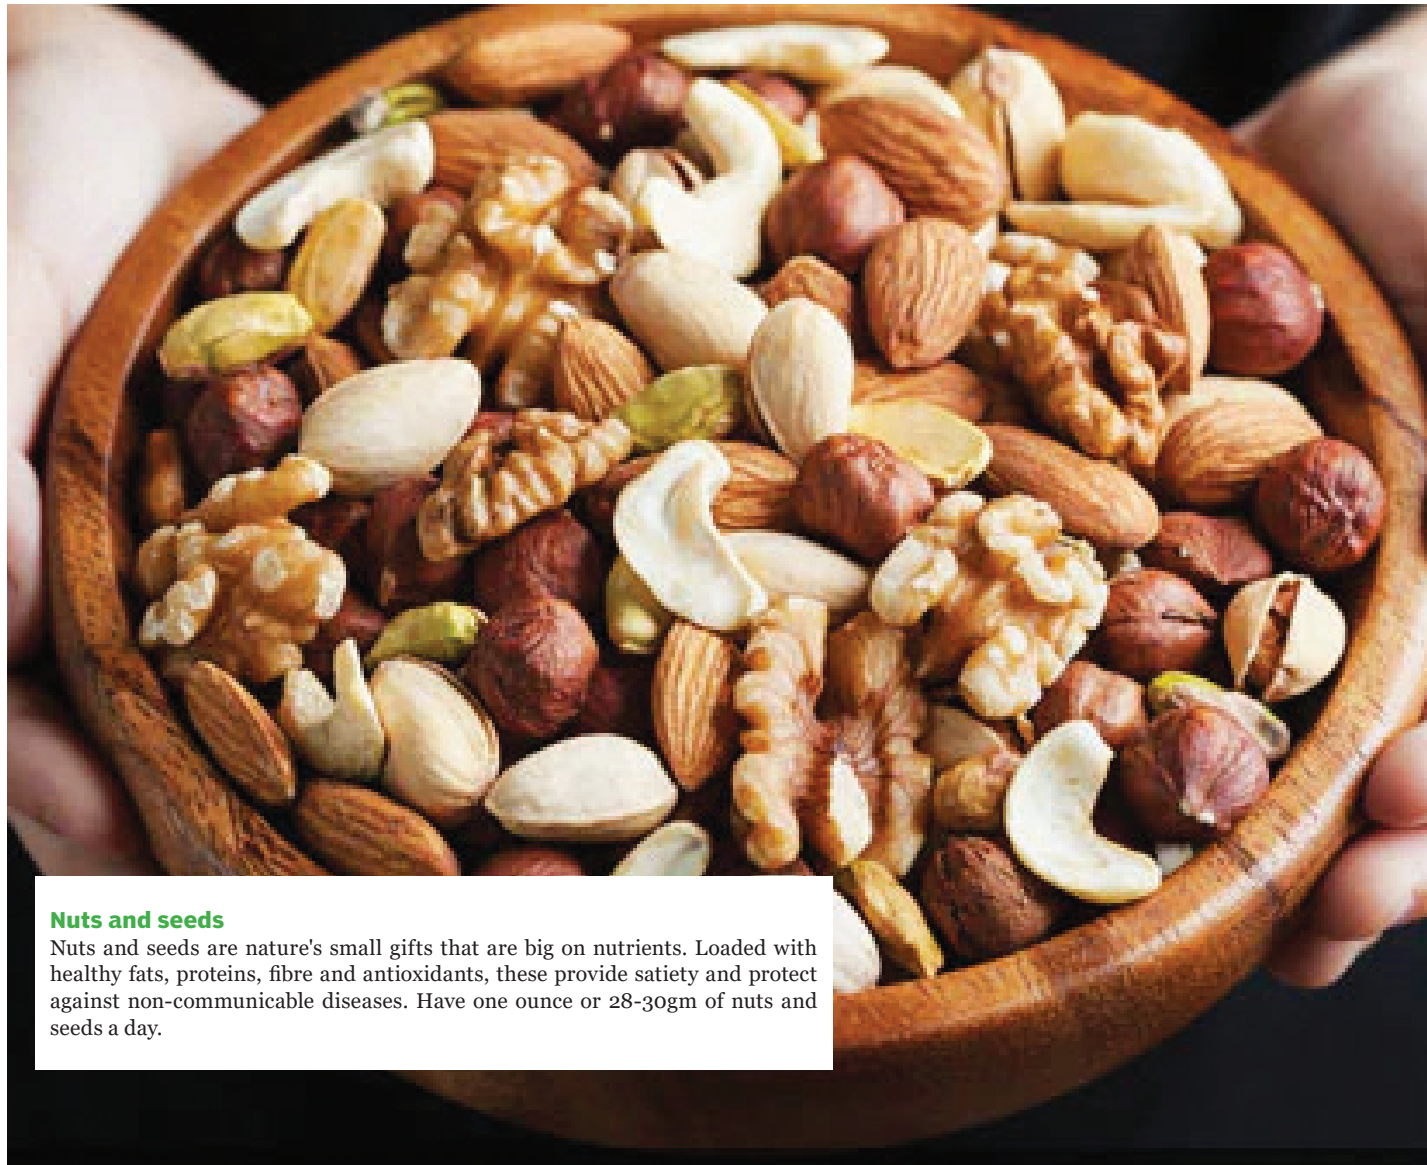 Nuts and seeds
Nuts and seeds are nature's small gifts that are big on nutrients. Loaded with
healthy fats, proteins, fibre and antioxidants, these provide satiety and protect
against non-communicable diseases. Have one ounce or 28-30gm of nuts and
seeds a day.